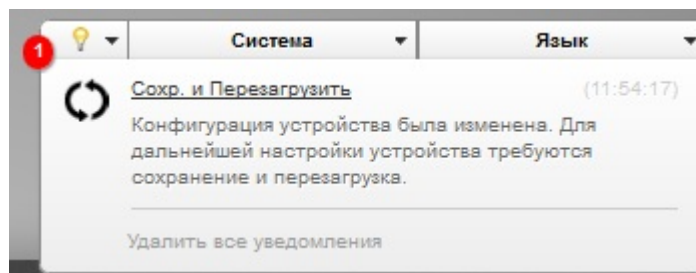 1
Система
Язык
Сохр. и Перезагрузить (11:54:17)
Конфигурация устройства была изменена. Для
дальнейшей настройки устройства требуются
сохранение и перезагрузка.
Удалить все уведомления